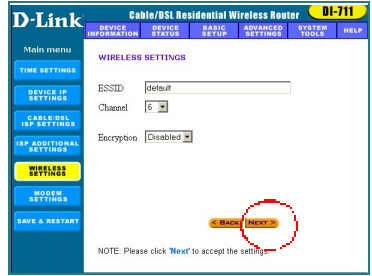 D-Link
Cable/DSL Residential Wireless Router
DI-711
DEVICE INFORMATION
DEVICE STATUS
BASIC SETUP
ADVANCED SETTINGS
SYSTEM TOOLS
HELP
Main menu
TIME SETTINGS
DEVICE IP SETTINGS
CABLE/DSL ISP SETTINGS
ISP ADDITIONAL SETTINGS
WIRELESS SETTINGS
MODEM SETTINGS
SAVE & RESTART
WIRELESS SETTINGS
ESSID default
Channel 6
Encryption Disabled
< BACK NEXT >
NOTE: Please click "Next" to accept the settings.